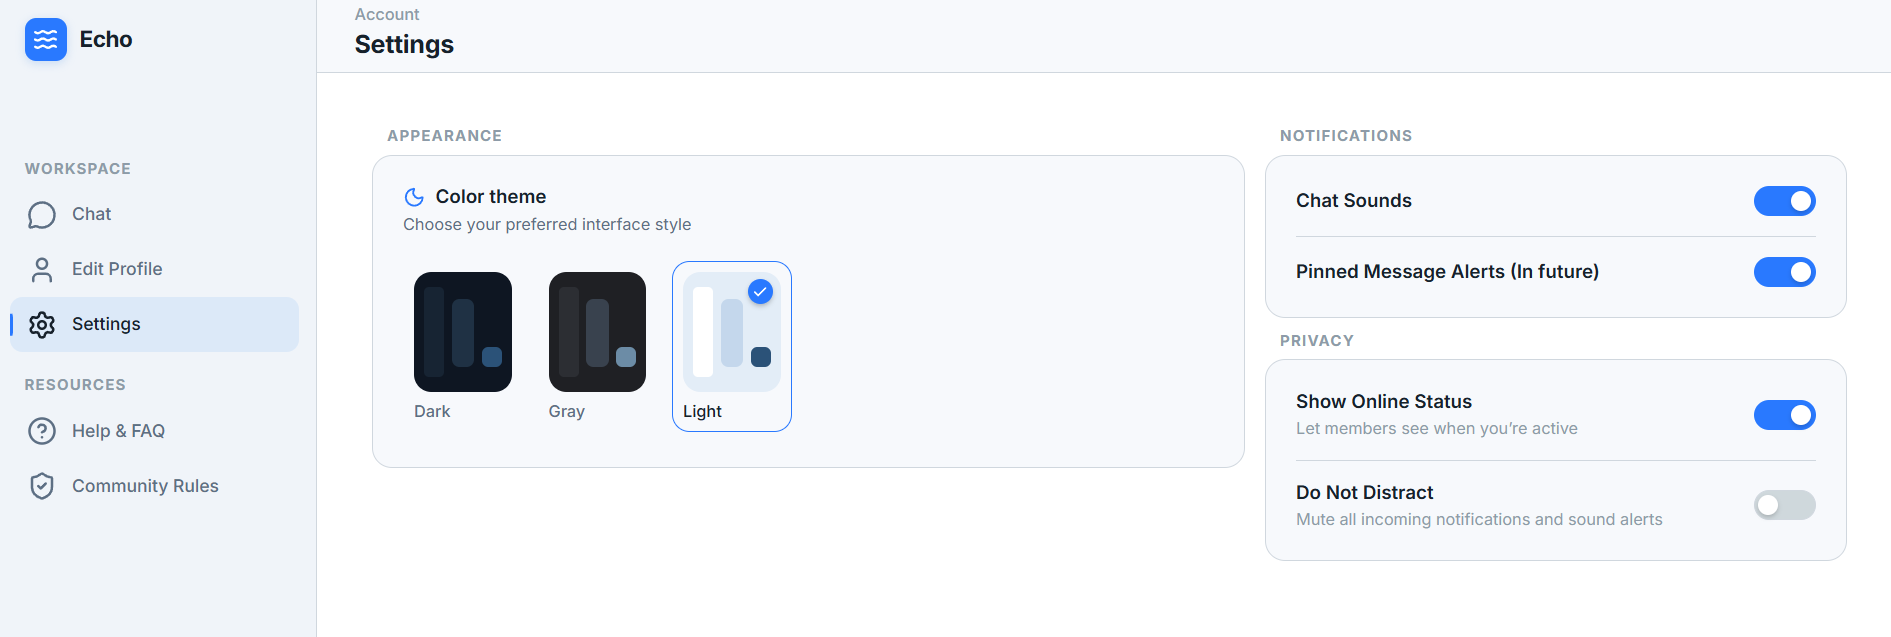 Echo
WORKSPACE
Chat
Edit Profile
Settings
RESOURCES
Help & FAQ
Community Rules
Account
Settings
APPEARANCE
Color theme
Choose your preferred interface style
Dark
Gray
Light
NOTIFICATIONS
Chat Sounds
Pinned Message Alerts (In future)
PRIVACY
Show Online Status
Let members see when you’re active
Do Not Distract
Mute all incoming notifications and sound alerts